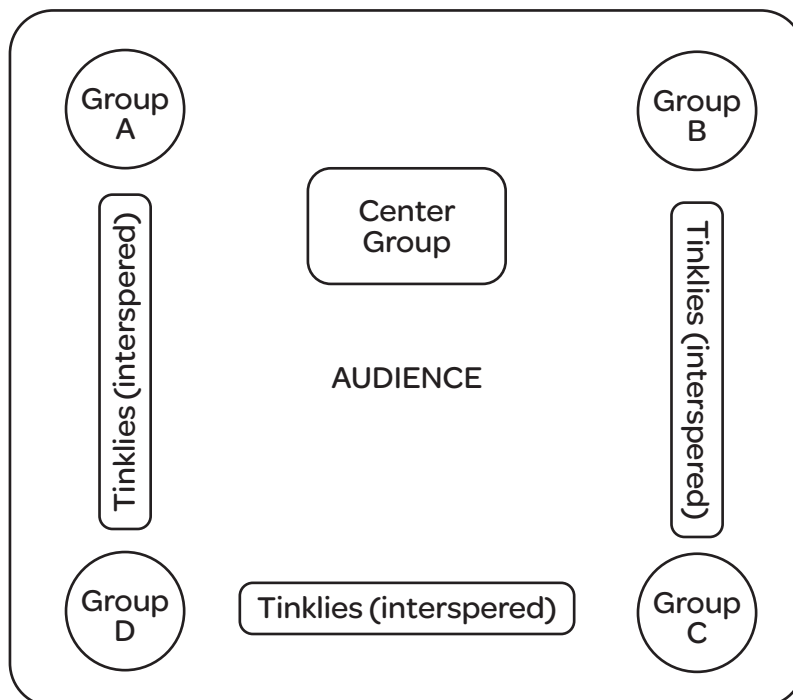 Group
A
Group
B
Center
Group
Tinklies (interspered)
Tinklies (interspered)
AUDIENCE
Group
D
Tinklies (interspered)
Group
C